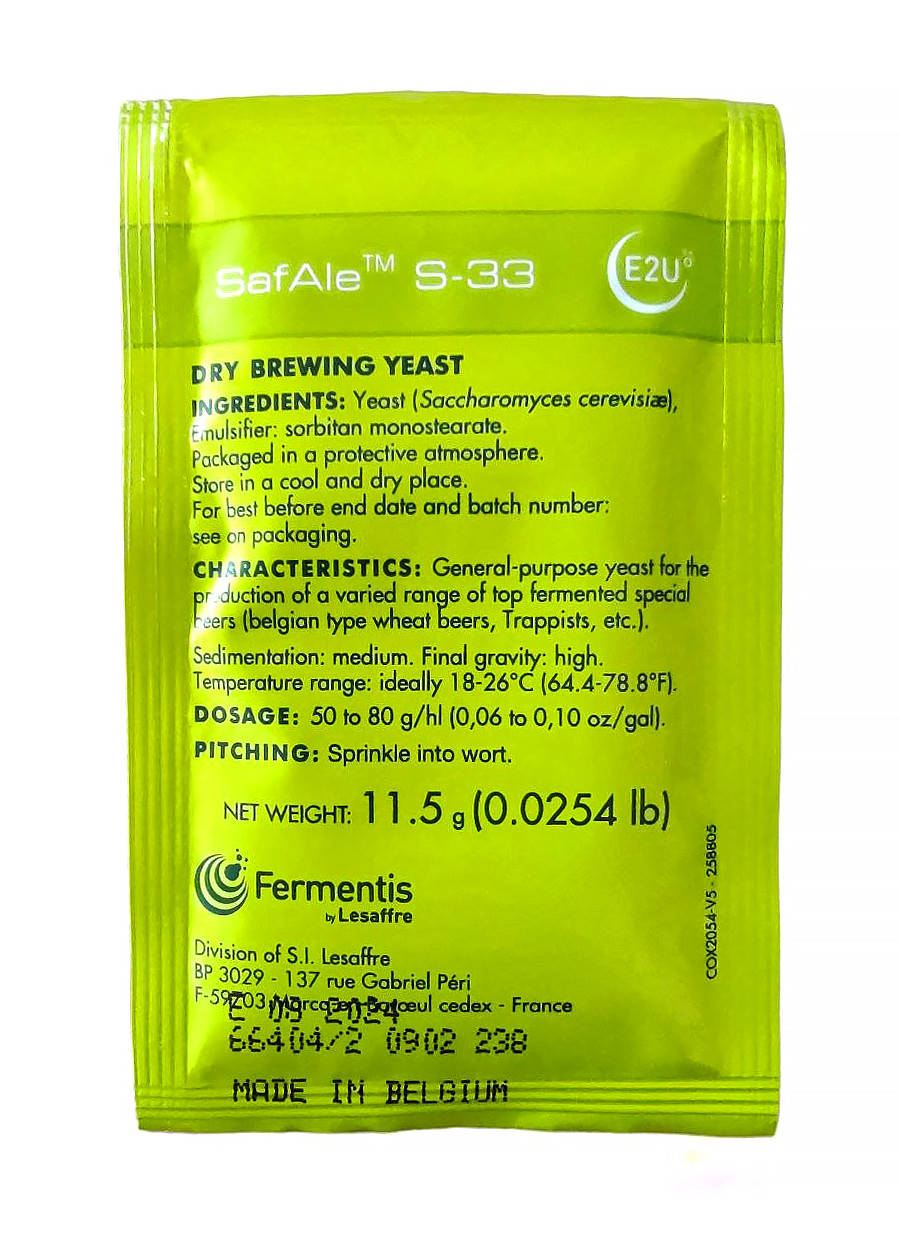 SafAle™ S-33
E2U
DRY BREWING YEAST
INGREDIENTS: Yeast (Saccharomyces cerevisiæ),
Emulsifier: sorbitan monostearate.
Packaged in a protective atmosphere.
Store in a cool and dry place.
For best before end date and batch number:
see on packaging.
CHARACTERISTICS: General-purpose yeast for the
production of a varied range of top fermented special
beers (belgian type wheat beers, Trappists, etc.).
Sedimentation: medium. Final gravity: high.
Temperature range: ideally 18-26°C (64.4-78.8°F).
DOSAGE: 50 to 80 g/hl (0,06 to 0,10 oz/gal).
PITCHING: Sprinkle into wort.
NET WEIGHT: 11.5 g (0.0254 lb)
COX2054-V5 - 258805
Fermentis
by Lesaffre
Division of S.I. Lesaffre
BP 3029 - 137 rue Gabriel Péri
cedex - France
E 09 2024
66404/2 0902 238
MADE IN BELGIUM